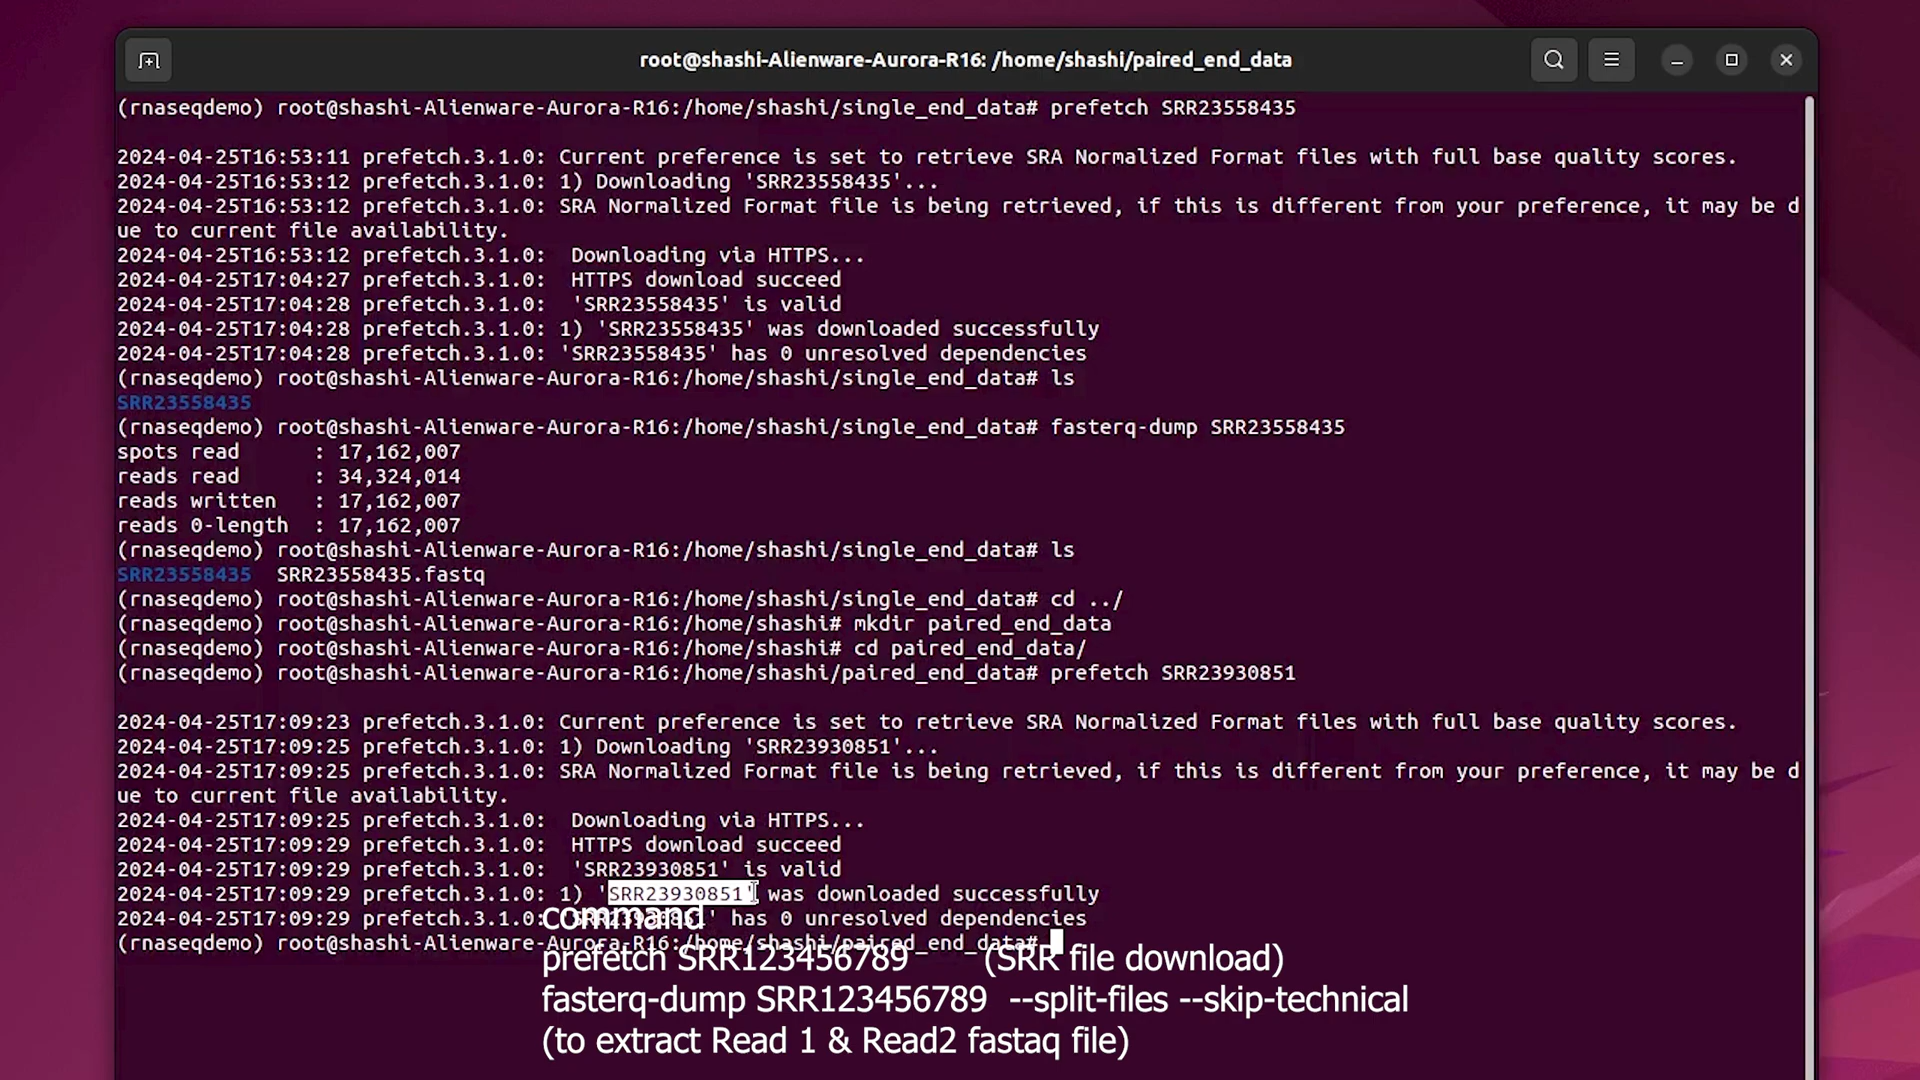 root@shashi-Alienware-Aurora-R16: /home/shashi/paired_end_data
(rnaseqdemo) root@shashi-Alienware-Aurora-R16:/home/shashi/single_end_data# prefetch SRR23558435
2024-04-25T16:53:11 prefetch.3.1.0: Current preference is set to retrieve SRA Normalized Format files with full base quality scores.
2024-04-25T16:53:12 prefetch.3.1.0: 1) Downloading 'SRR23558435'...
2024-04-25T16:53:12 prefetch.3.1.0: SRA Normalized Format file is being retrieved, if this is different from your preference, it may be d
ue to current file availability.
2024-04-25T16:53:12 prefetch.3.1.0:  Downloading via HTTPS...
2024-04-25T17:04:27 prefetch.3.1.0:  HTTPS download succeed
2024-04-25T17:04:28 prefetch.3.1.0:  'SRR23558435' is valid
2024-04-25T17:04:28 prefetch.3.1.0: 1) 'SRR23558435' was downloaded successfully
2024-04-25T17:04:28 prefetch.3.1.0: 'SRR23558435' has 0 unresolved dependencies
(rnaseqdemo) root@shashi-Alienware-Aurora-R16:/home/shashi/single_end_data# ls
SRR23558435
(rnaseqdemo) root@shashi-Alienware-Aurora-R16:/home/shashi/single_end_data# fasterq-dump SRR23558435
spots read      : 17,162,007
reads read      : 34,324,014
reads written   : 17,162,007
reads 0-length  : 17,162,007
(rnaseqdemo) root@shashi-Alienware-Aurora-R16:/home/shashi/single_end_data# ls
SRR23558435  SRR23558435.fastq
(rnaseqdemo) root@shashi-Alienware-Aurora-R16:/home/shashi/single_end_data# cd ../
(rnaseqdemo) root@shashi-Alienware-Aurora-R16:/home/shashi# mkdir paired_end_data
(rnaseqdemo) root@shashi-Alienware-Aurora-R16:/home/shashi# cd paired_end_data/
(rnaseqdemo) root@shashi-Alienware-Aurora-R16:/home/shashi/paired_end_data# prefetch SRR23930851
2024-04-25T17:09:23 prefetch.3.1.0: Current preference is set to retrieve SRA Normalized Format files with full base quality scores.
2024-04-25T17:09:25 prefetch.3.1.0: 1) Downloading 'SRR23930851'...
2024-04-25T17:09:25 prefetch.3.1.0: SRA Normalized Format file is being retrieved, if this is different from your preference, it may be d
ue to current file availability.
2024-04-25T17:09:25 prefetch.3.1.0:  Downloading via HTTPS...
2024-04-25T17:09:29 prefetch.3.1.0:  HTTPS download succeed
2024-04-25T17:09:29 prefetch.3.1.0:  'SRR23930851' is valid
2024-04-25T17:09:29 prefetch.3.1.0: 1) 'SRR23930851' was downloaded successfully
2024-04-25T17:09:29 prefetch.3.1.0: 'SRR23930851' has 0 unresolved dependencies
(rnaseqdemo) root@shashi-Alienware-Aurora-R16:/home/shashi/paired_end_data#
command
prefetch SRR123456789 (SRR file download)
fasterq-dump SRR123456789 --split-files --skip-technical
(to extract Read 1 & Read2 fastaq file)